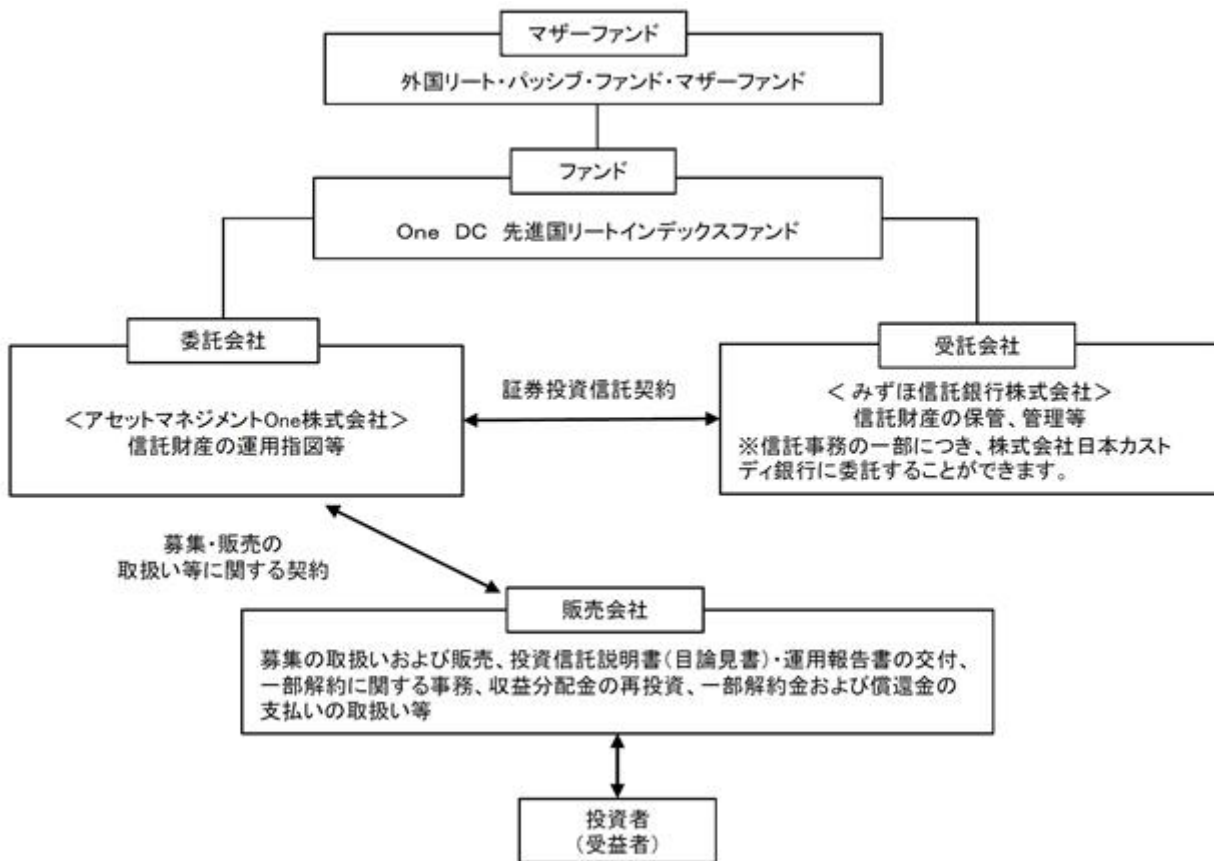 マザーファンド
外国リート・パッシブ・ファンド・マザーファンド
ファンド
One DC 先進国リートインデックスファンド
委託会社
＜アセットマネジメントOne株式会社＞
信託財産の運用指図等
証券投資信託契約
受託会社
＜みずほ信託銀行株式会社＞
信託財産の保管、管理等
※信託事務の一部につき、株式会社日本カスト
ディ銀行に委託することができます。
募集・販売の
取扱い等に関する契約
販売会社
募集の取扱いおよび販売、投資信託説明書（目論見書）・運用報告書の交付、
一部解約に関する事務、収益分配金の再投資、一部解約金および償還金の
支払いの取扱い等
投資者
（受益者）